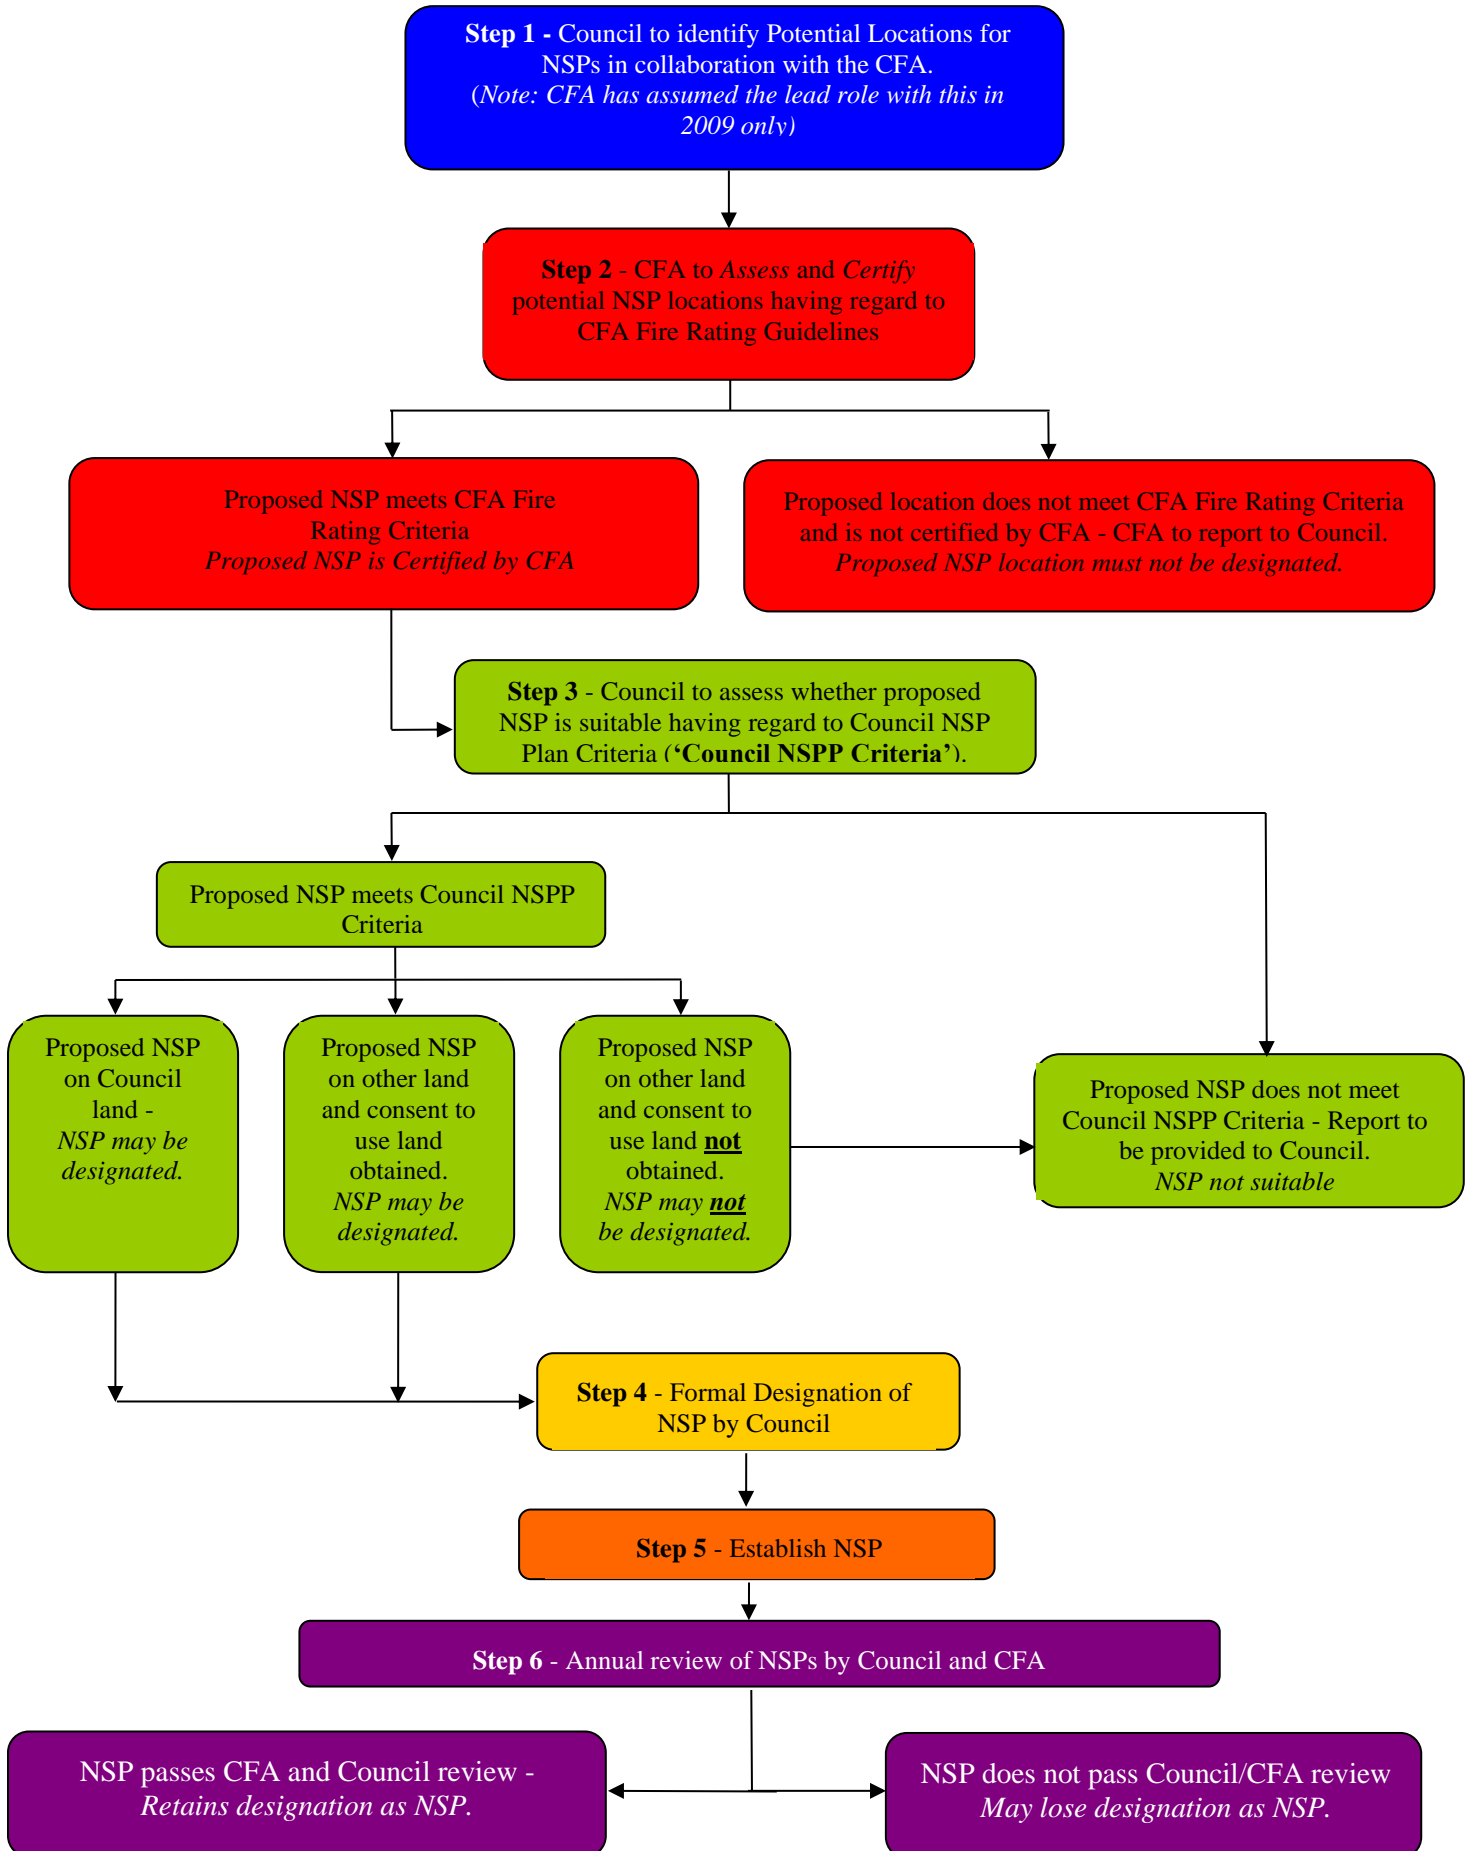 Step 1 - Council to identify Potential Locations for
NSPs in collaboration with the CFA.
(Note: CFA has assumed the lead role with this in
2009 only)
Step 2 - CFA to Assess and Certify
potential NSP locations having regard to
CFA Fire Rating Guidelines
Proposed NSP meets CFA Fire
Rating Criteria
Proposed NSP is Certified by CFA
Proposed location does not meet CFA Fire Rating Criteria
and is not certified by CFA - CFA to report to Council.
Proposed NSP location must not be designated.
Step 3 - Council to assess whether proposed
NSP is suitable having regard to Council NSP
Plan Criteria (‘Council NSPP Criteria’).
Proposed NSP meets Council NSPP
Criteria
Proposed NSP
on Council
land -
NSP may be
designated.
Proposed NSP
on other land
and consent to
use land
obtained.
NSP may be
designated.
Proposed NSP
on other land
and consent to
use land not
obtained.
NSP may not
be designated.
Proposed NSP does not meet
Council NSPP Criteria - Report to
be provided to Council.
NSP not suitable
Step 4 - Formal Designation of
NSP by Council
Step 5 - Establish NSP
Step 6 - Annual review of NSPs by Council and CFA
NSP passes CFA and Council review -
Retains designation as NSP.
NSP does not pass Council/CFA review
May lose designation as NSP.